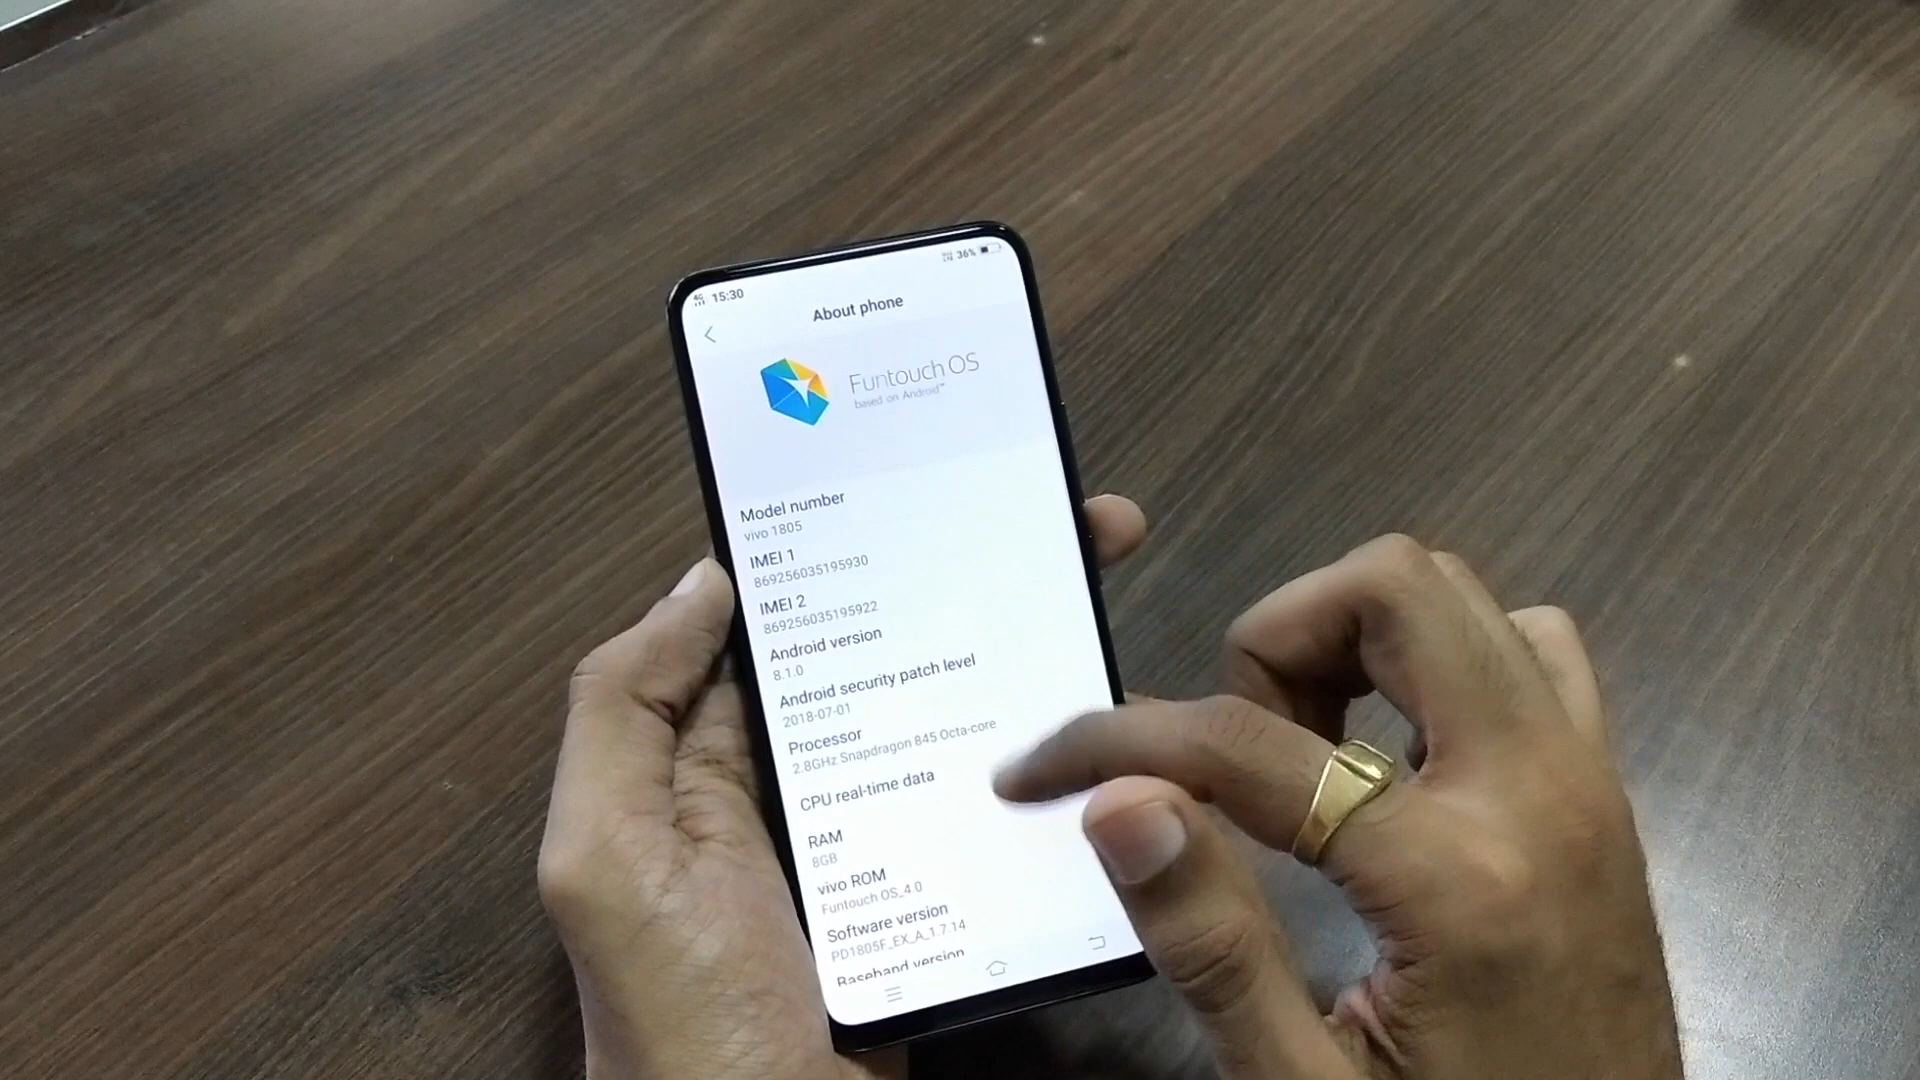 4G 15:30
36%
About phone
Funtouch OS
based on Android™
Model number
vivo 1805
IMEI 1
869256035195930
IMEI 2
869256035195922
Android version
8.1.0
Android security patch level
2018-07-01
Processor
2.8GHz Snapdragon 845 Octa-core
CPU real-time data
RAM
8GB
vivo ROM
Funtouch OS_4.0
Software version
PD1805F_EX_A_1.7.14
Baseband version